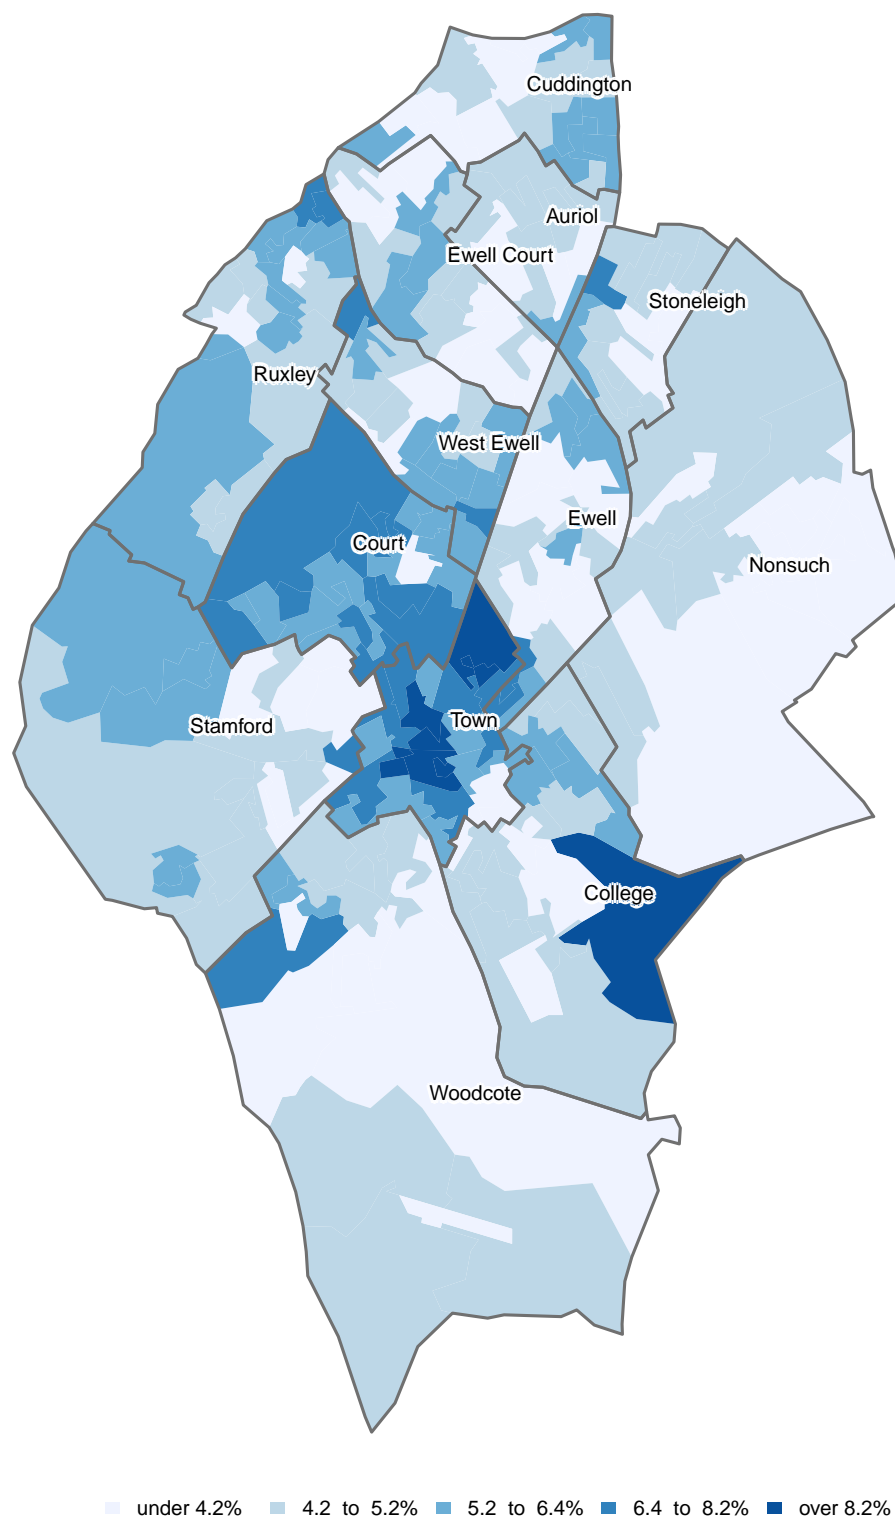 Cuddington
Auriol
Ewell Court
Stoneleigh
Ruxley
West Ewell
Ewell
Court
Nonsuch
Stamford
Town
College
Woodcote
under 4.2%
4.2 to 5.2%
5.2 to 6.4%
6.4 to 8.2%
over 8.2%